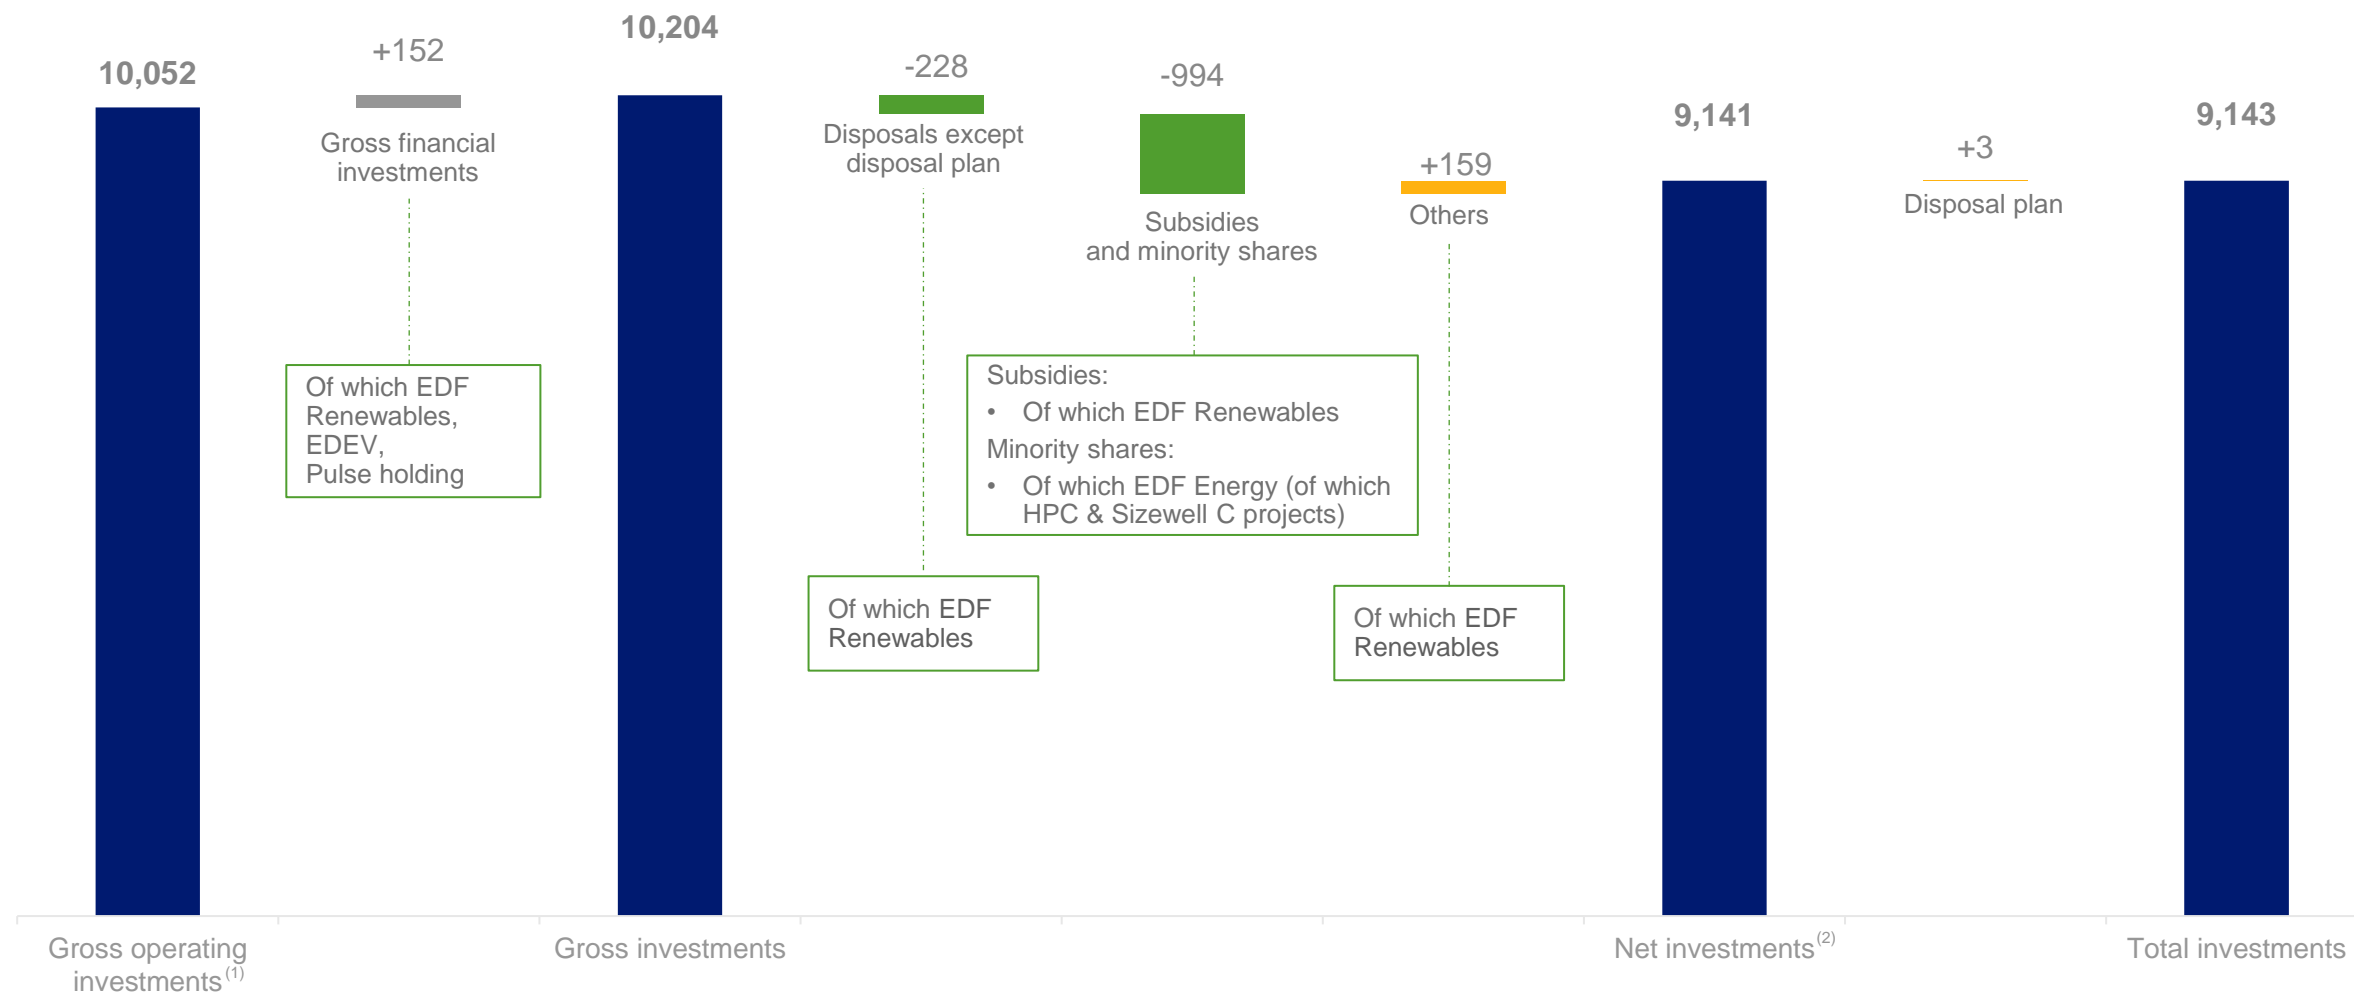 10,052
+152
Gross financial
investments
10,204
-228
Disposals except
disposal plan
-994
Subsidies
and minority shares
+159
Others
9,141
+3
Disposal plan
9,143
Of which EDF
Renewables,
EDEV,
Pulse holding
Subsidies:
• Of which EDF Renewables
Minority shares:
• Of which EDF Energy (of which
HPC & Sizewell C projects)
Of which EDF
Renewables
Of which EDF
Renewables
Gross operating
investments(1)
Gross investments
Net investments(2)
Total investments